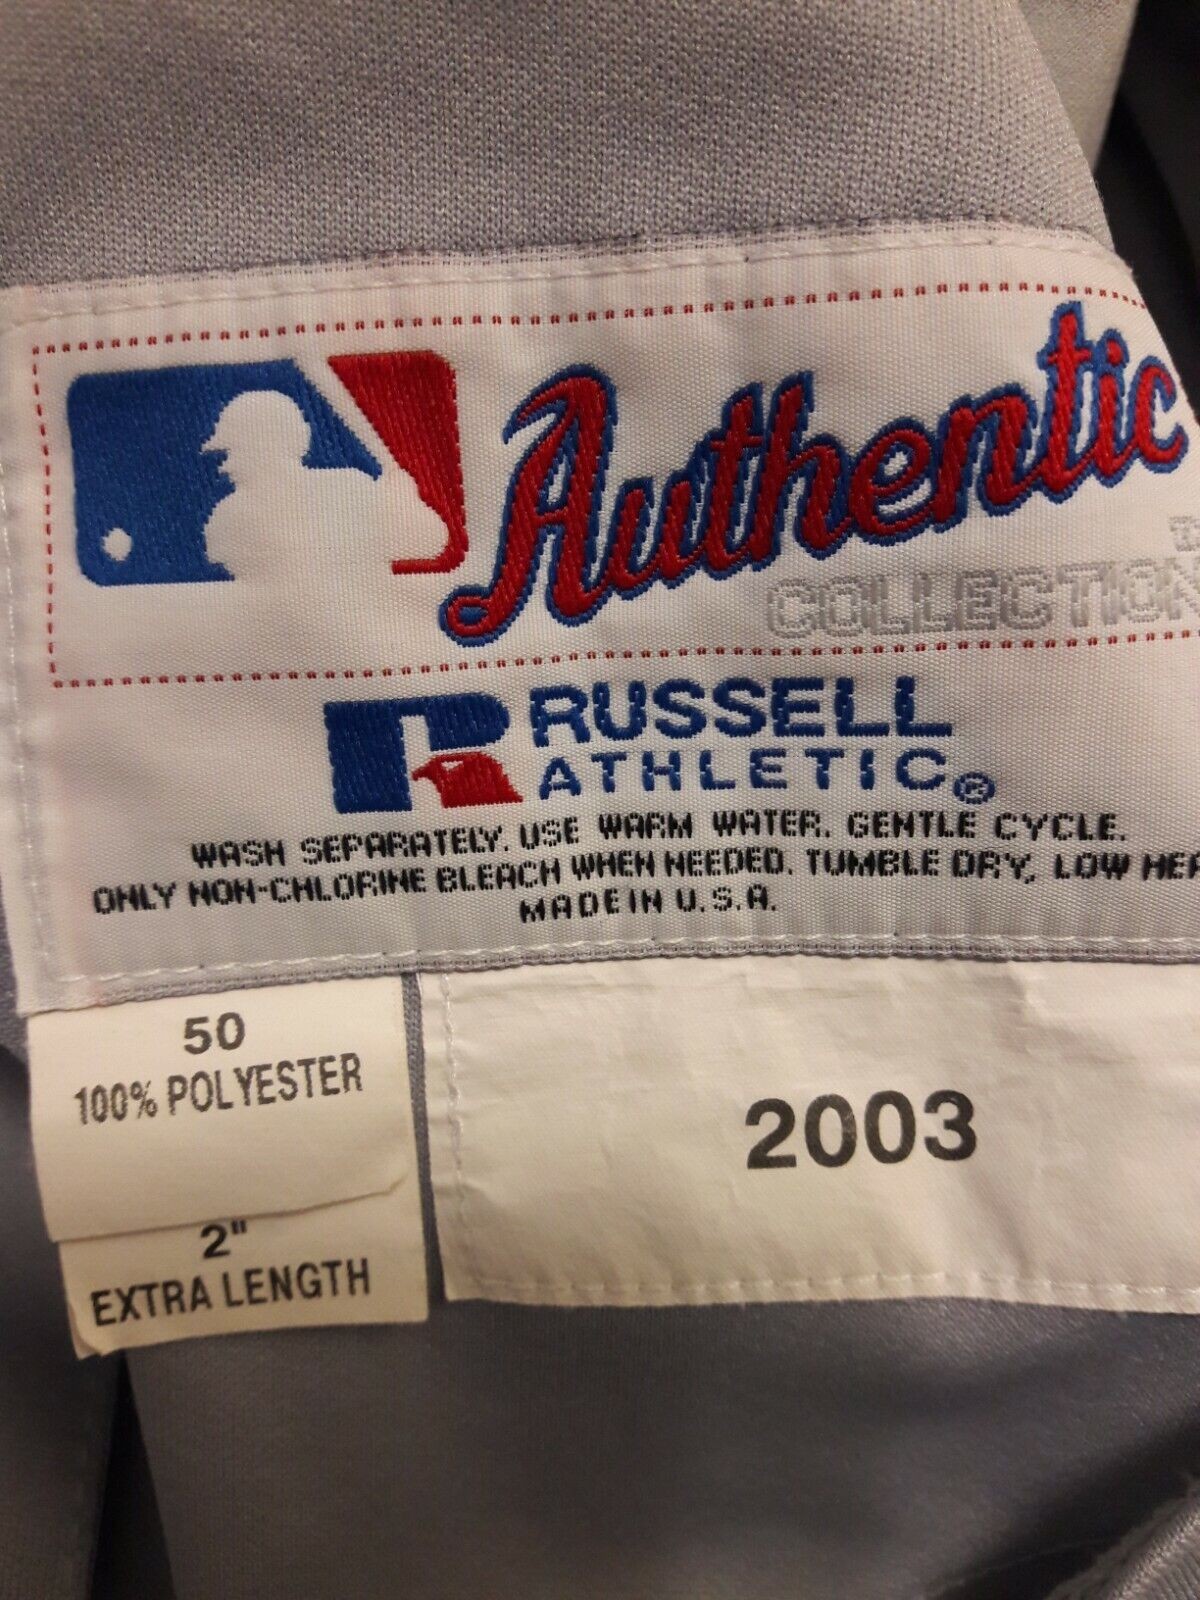 Authentic
COLLECTION
RUSSELL
ATHLETIC®
WASH SEPARATELY. USE WARM WATER. GENTLE CYCLE.
ONLY NON-CHLORINE BLEACH WHEN NEEDED. TUMBLE DRY, LOW HEA
MADE IN U.S.A.
50
100% POLYESTER
2"
EXTRA LENGTH
2003